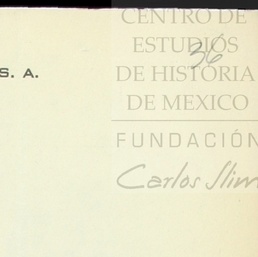 CENTRO DE
ESTUDIOS
36
DE HISTORIA
S. A.
DE MEXICO
FUNDACIÓN
Carlos Slim